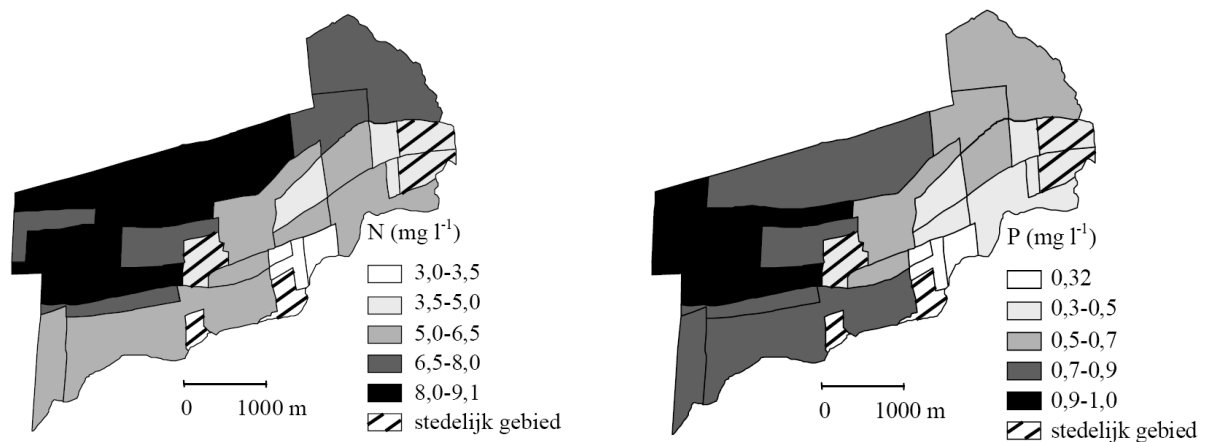 N (mg l⁻¹)
3,0-3,5
3,5-5,0
5,0-6,5
6,5-8,0
8,0-9,1
stedelijk gebied
0 1000 m
P (mg l⁻¹)
0,32
0,3-0,5
0,5-0,7
0,7-0,9
0,9-1,0
stedelijk gebied
0 1000 m